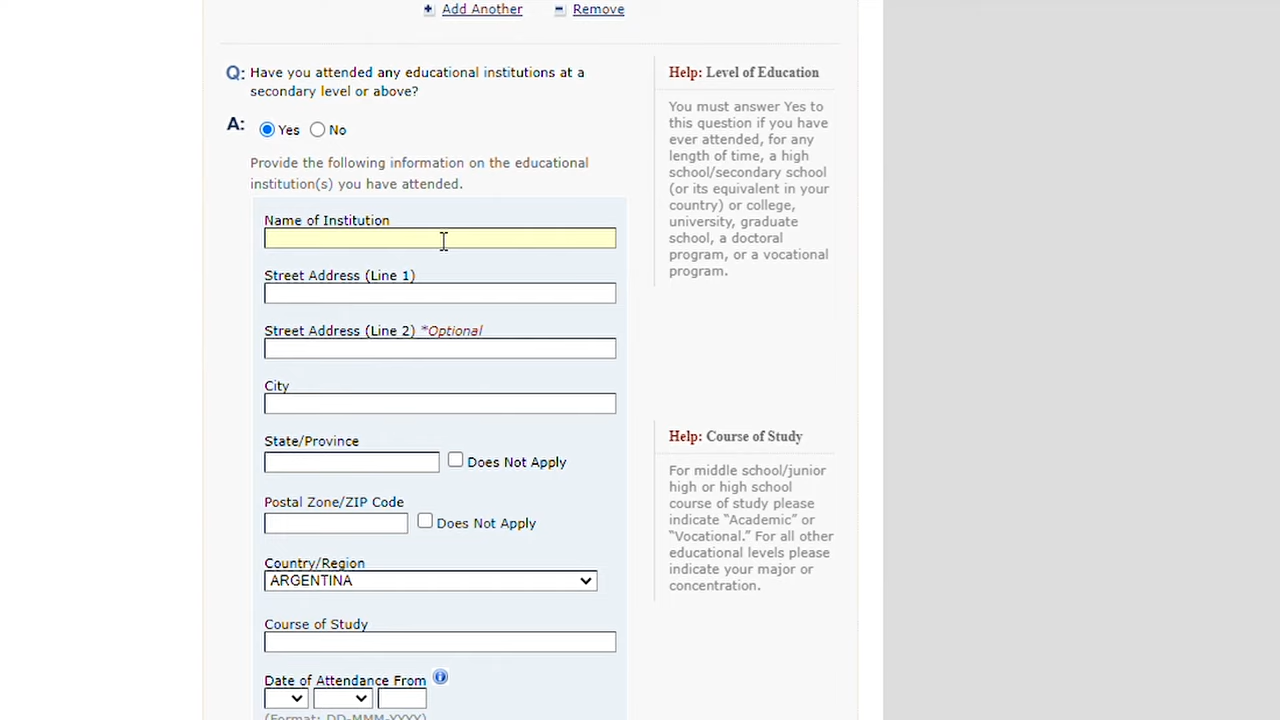 Add Another Remove
Q: Have you attended any educational institutions at a
secondary level or above?
A: Yes No
Provide the following information on the educational
institution(s) you have attended.
Name of Institution
Street Address (Line 1)
Street Address (Line 2) *Optional
City
State/Province
Does Not Apply
Postal Zone/ZIP Code
Does Not Apply
Country/Region
ARGENTINA
Course of Study
Date of Attendance From
(Format: DD-MMM-YYYY)
Help: Level of Education
You must answer Yes to
this question if you have
ever attended, for any
length of time, a high
school/secondary school
(or its equivalent in your
country) or college,
university, graduate
school, a doctoral
program, or a vocational
program.
Help: Course of Study
For middle school/junior
high or high school
course of study please
indicate “Academic” or
“Vocational.” For all other
educational levels please
indicate your major or
concentration.